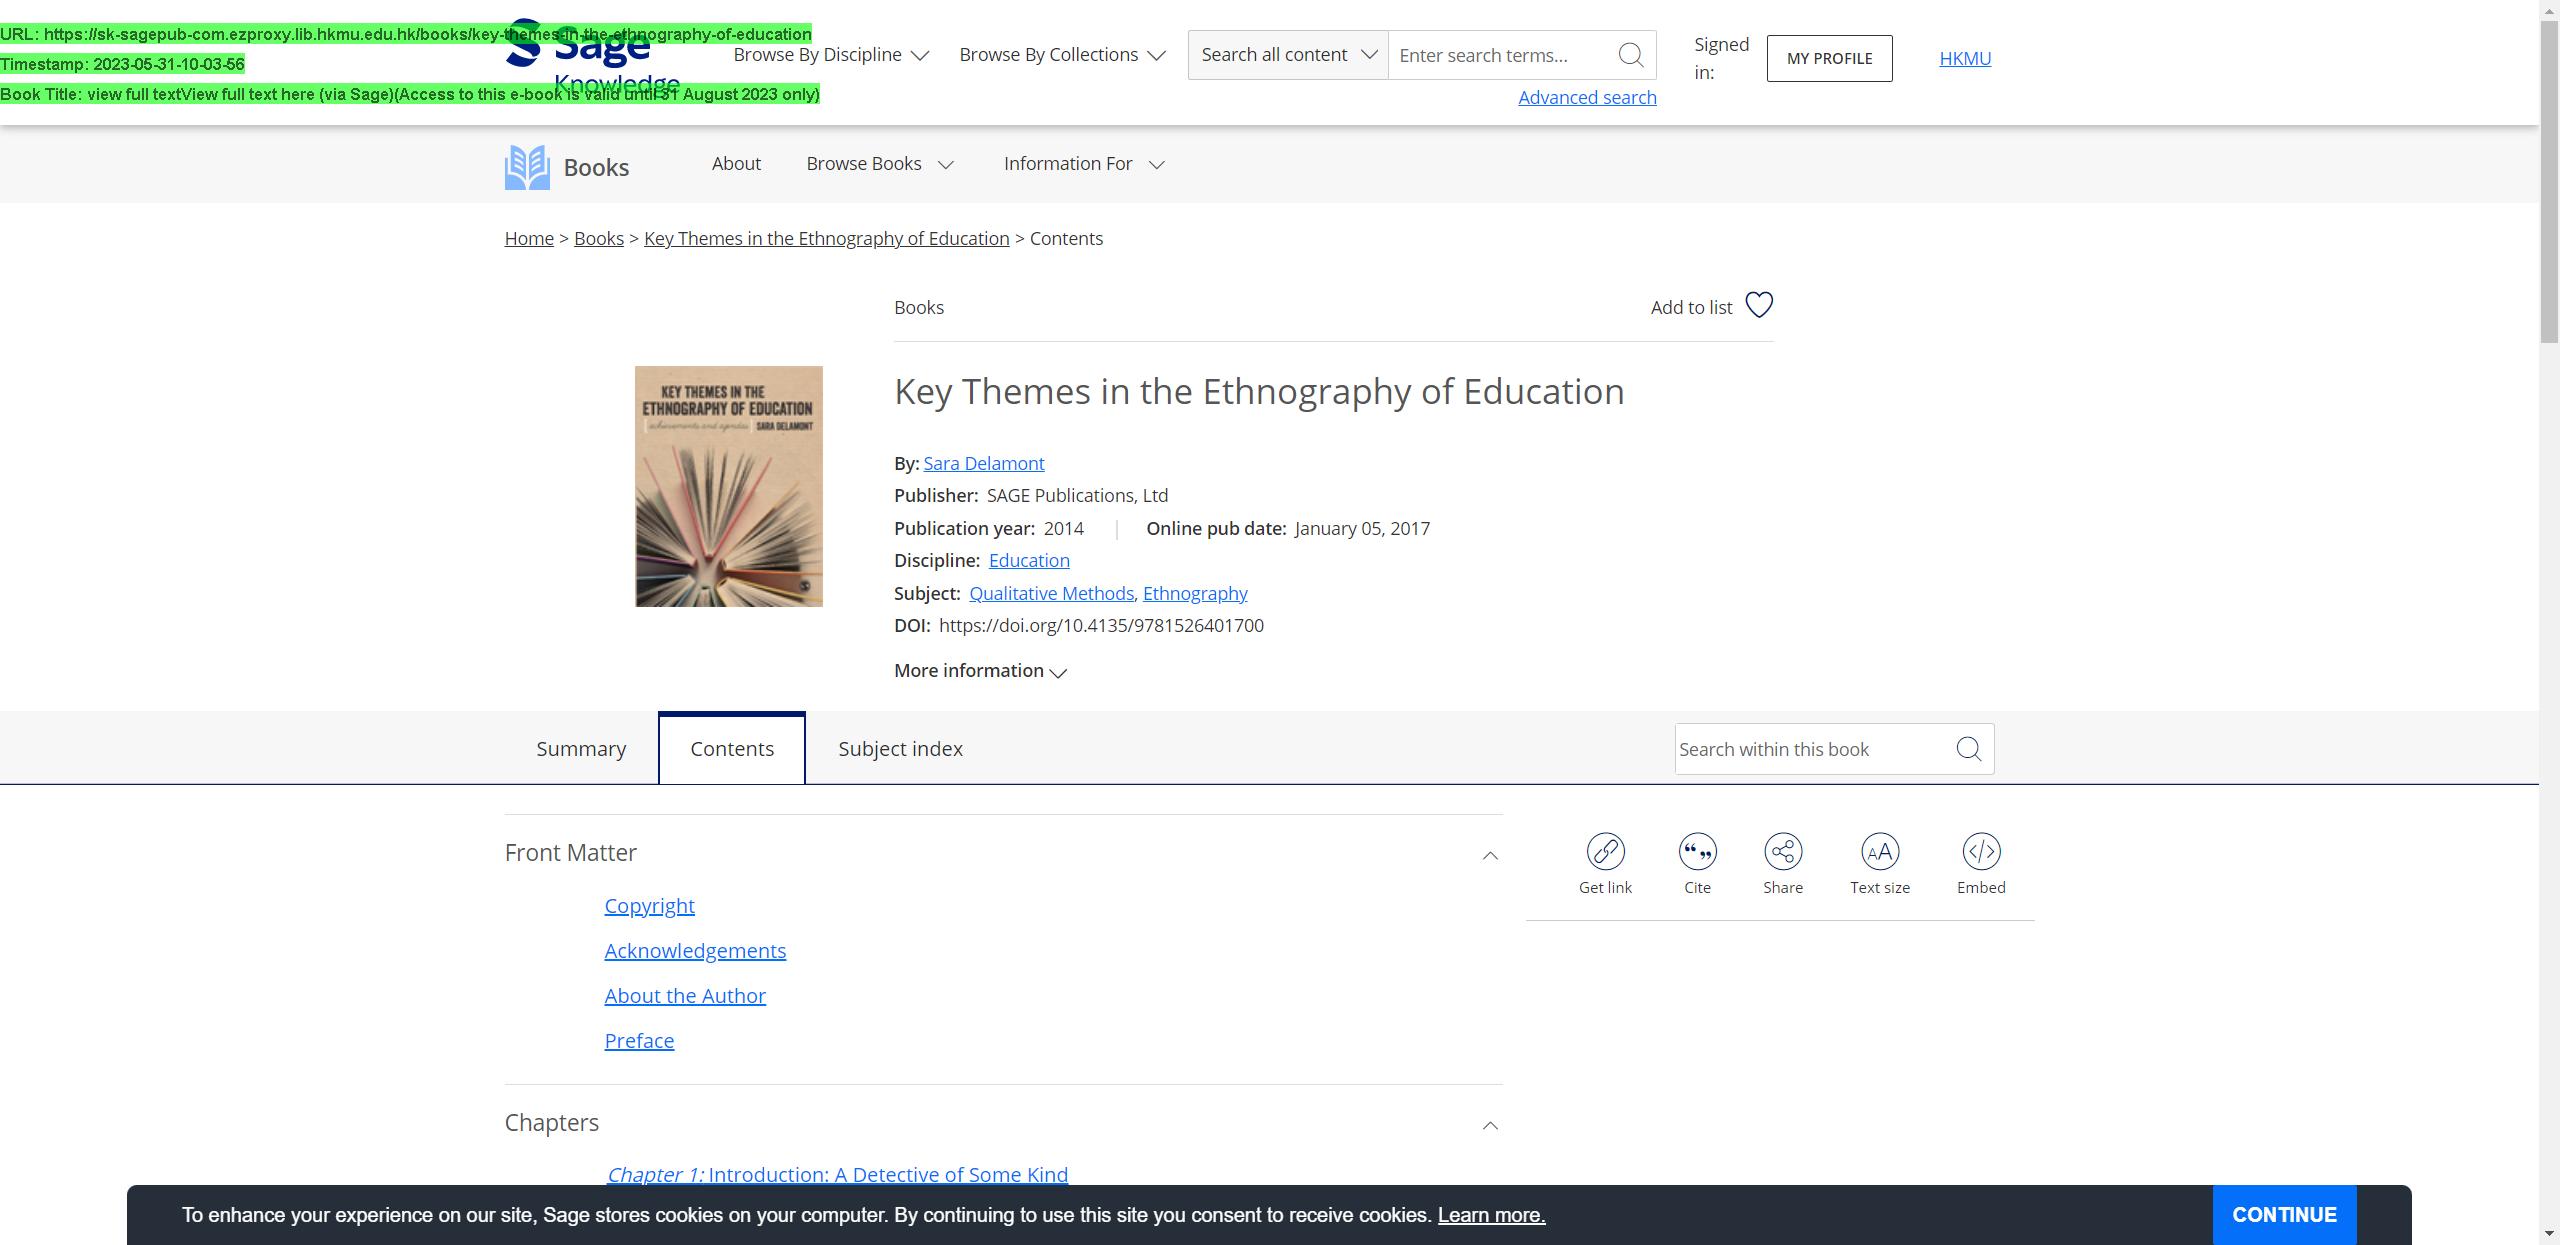 URL: https://sk-sagepub-com.ezproxy.lib.hkmu.edu.hk/books/key-themes-in-the-ethnography-of-education
Timestamp: 2023-05-31-10-03-56
Book Title: view full textView full text here (via Sage)(Access to this e-book is valid until 31 August 2023 only)
Sage
Knowledge
Browse By Discipline
Browse By Collections
Search all content
Enter search terms...
Advanced search
Signed
in:
MY PROFILE
HKMU
Books
About
Browse Books
Information For
Home > Books > Key Themes in the Ethnography of Education > Contents
Books
Add to list
KEY THEMES IN THE
ETHNOGRAPHY OF EDUCATION
achievements and agendas SARA DELAMONT
Key Themes in the Ethnography of Education
By: Sara Delamont
Publisher: SAGE Publications, Ltd
Publication year: 2014 | Online pub date: January 05, 2017
Discipline: Education
Subject: Qualitative Methods, Ethnography
DOI: https://doi.org/10.4135/9781526401700
More information
Summary
Contents
Subject index
Search within this book
Front Matter
Copyright
Acknowledgements
About the Author
Preface
Get link
Cite
Share
Text size
Embed
Chapters
Chapter 1: Introduction: A Detective of Some Kind
To enhance your experience on our site, Sage stores cookies on your computer. By continuing to use this site you consent to receive cookies. Learn more.
CONTINUE